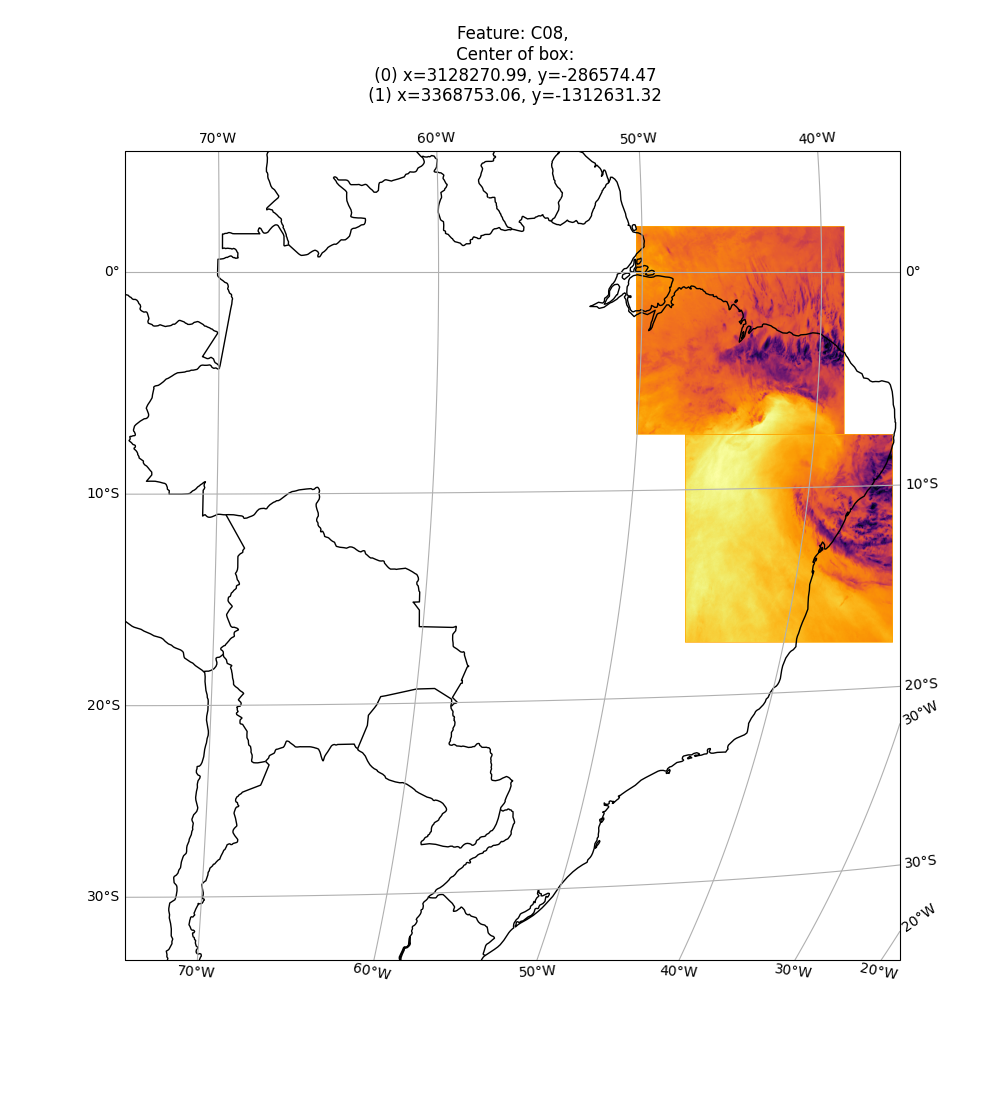 Feature: C08,
Center of box:
(0) x=3128270.99, y=-286574.47
(1) x=3368753.06, y=-1312631.32
70°W 60°W 50°W 40°W
0° 0°
10°S 10°S
20°S 20°S
30°W
30°S 30°S
20°W
70°W 60°W 50°W 40°W 30°W 20°W